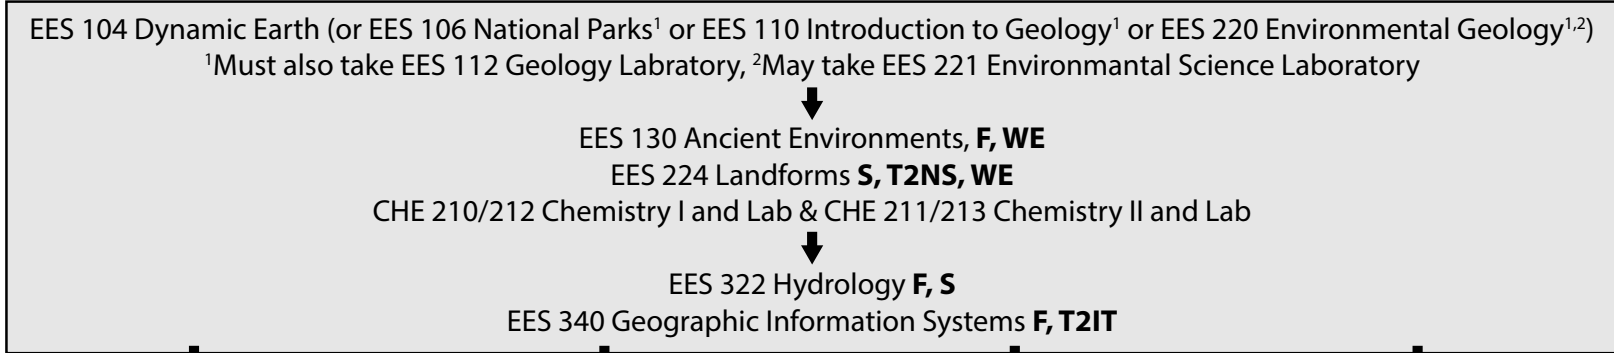 EES 104 Dynamic Earth (or EES 106 National Parks¹ or EES 110 Introduction to Geology¹ or EES 220 Environmental Geology¹,²)
¹Must also take EES 112 Geology Labratory, ²May take EES 221 Environmantal Science Laboratory
EES 130 Ancient Environments, F, WE
EES 224 Landforms S, T2NS, WE
CHE 210/212 Chemistry I and Lab & CHE 211/213 Chemistry II and Lab
EES 322 Hydrology F, S
EES 340 Geographic Information Systems F, T2IT